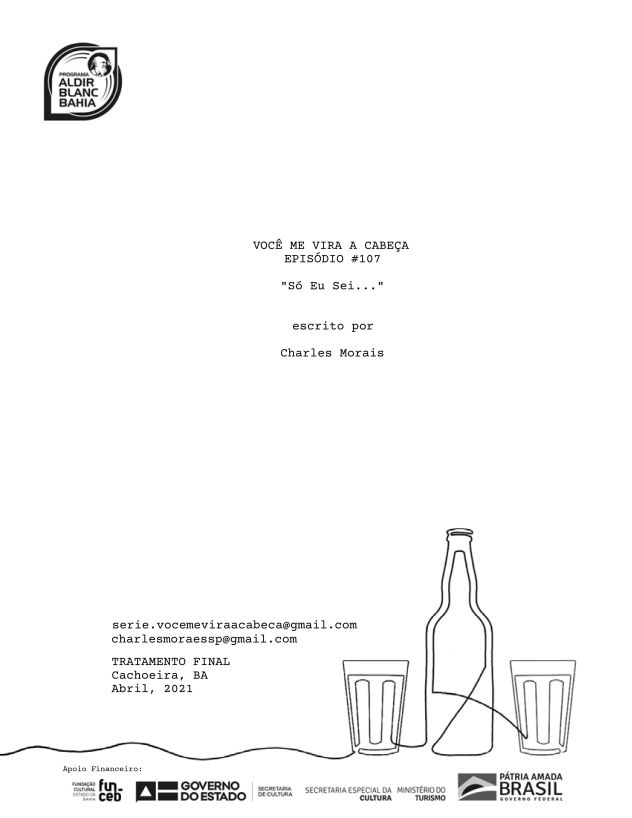 PROGRAMA
ALDIR
BLANC
BAHIA
VOCÊ ME VIRA A CABEÇA
EPISÓDIO #107
"Só Eu Sei..."
escrito por
Charles Morais
serie.vocemeviraacabeca@gmail.com
charlesmoraessp@gmail.com
TRATAMENTO FINAL
Cachoeira, BA
Abril, 2021
Apoio Financeiro:
FUNDAÇÃO
CULTURAL
ESTADO DA
BAHIA
fun_
ceb
GOVERNO
DO ESTADO
SECRETARIA
DE CULTURA
SECRETARIA ESPECIAL DA
CULTURA
MINISTÉRIO DO
TURISMO
PÁTRIA AMADA
BRASIL
GOVERNO FEDERAL